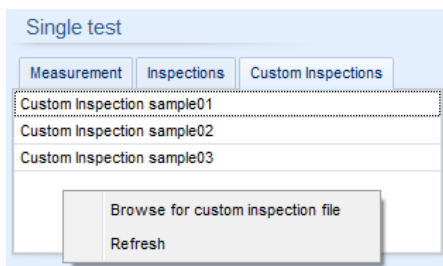 Single test
Measurement Inspections Custom Inspections
Custom Inspection sample01
Custom Inspection sample02
Custom Inspection sample03
Browse for custom inspection file
Refresh